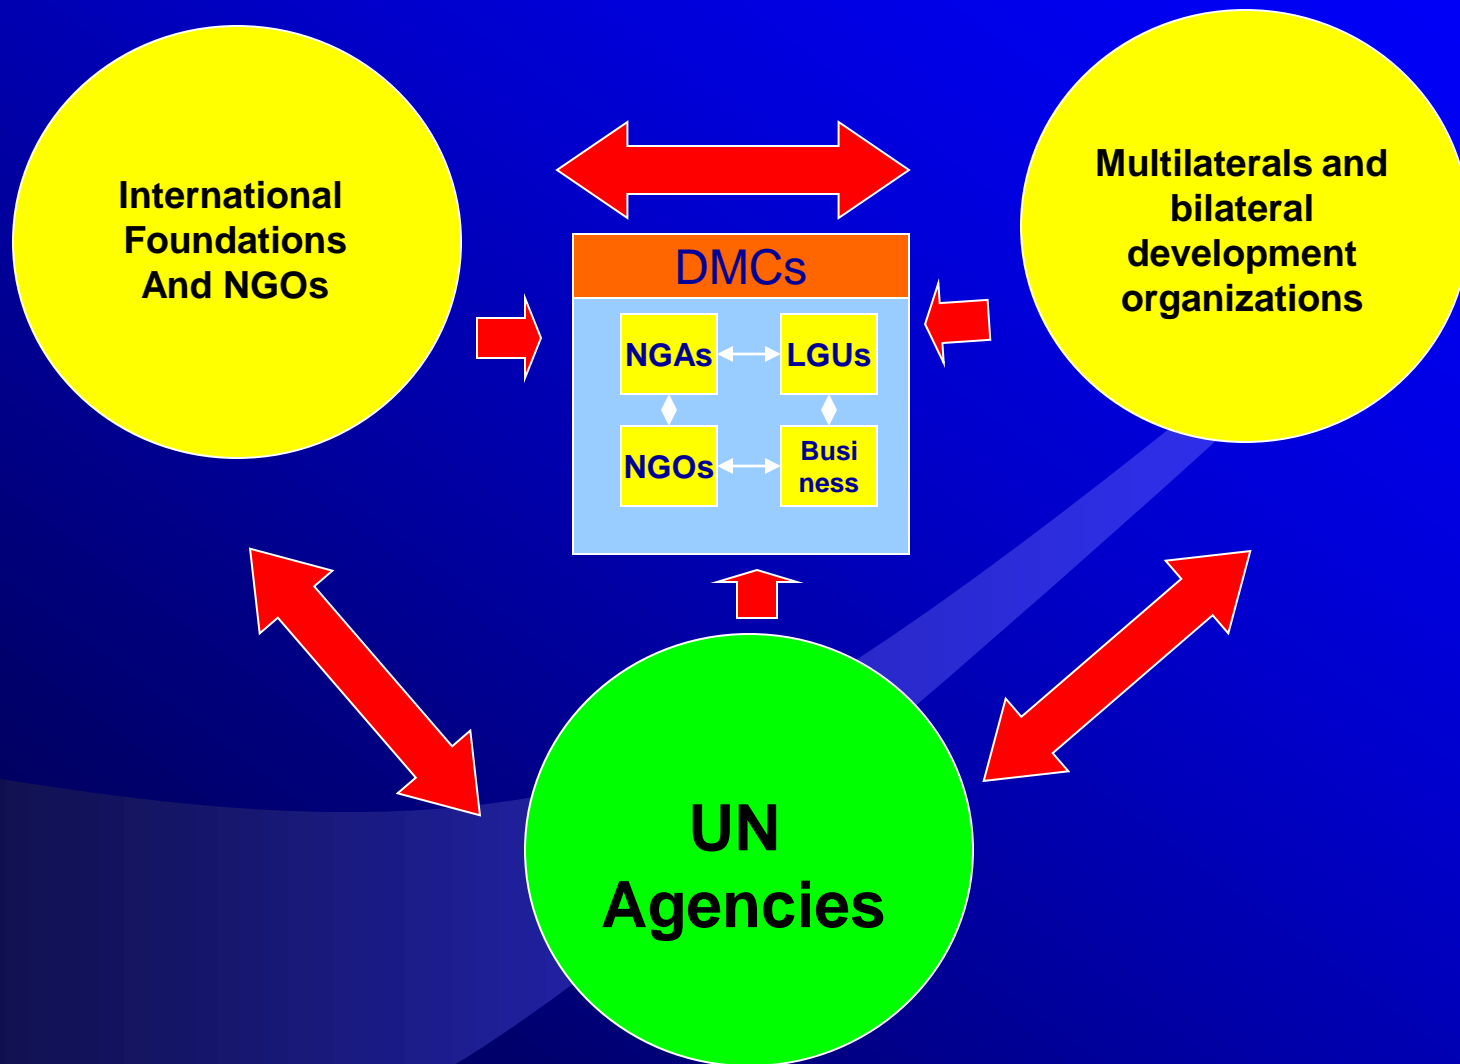 International
Foundations
And NGOs
Multilaterals and
bilateral
development
organizations
DMCs
NGAs
LGUs
NGOs
Busi
ness
UN
Agencies